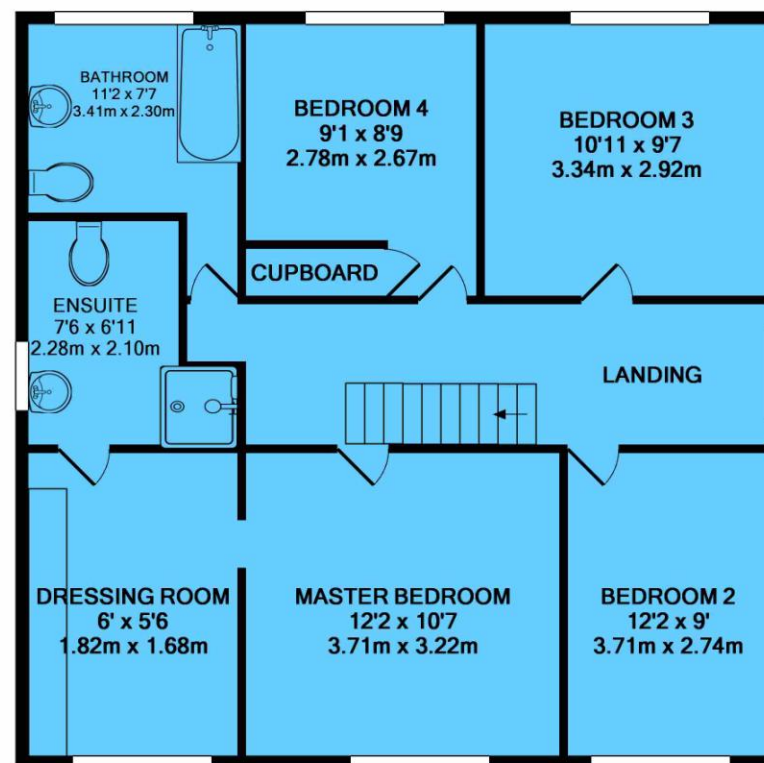 BATHROOM
11'2 x 7'7
3.41m x 2.30m
BEDROOM 4
9'1 x 8'9
2.78m x 2.67m
BEDROOM 3
10'11 x 9'7
3.34m x 2.92m
CUPBOARD
ENSUITE
7'6 x 6'11
2.28m x 2.10m
LANDING
DRESSING ROOM
6' x 5'6
1.82m x 1.68m
MASTER BEDROOM
12'2 x 10'7
3.71m x 3.22m
BEDROOM 2
12'2 x 9'
3.71m x 2.74m